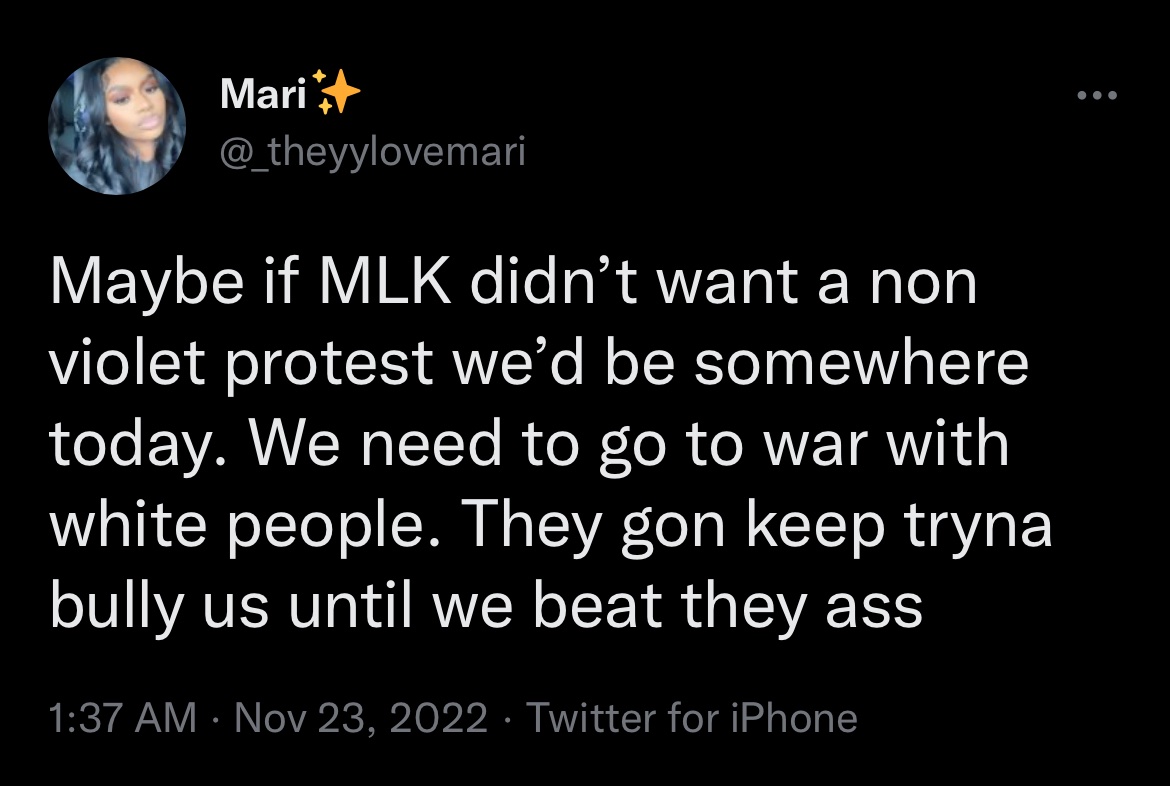 Mari✨
@_theyylovemari
Maybe if MLK didn’t want a non
violet protest we’d be somewhere
today. We need to go to war with
white people. They gon keep tryna
bully us until we beat they ass
1:37 AM · Nov 23, 2022 · Twitter for iPhone